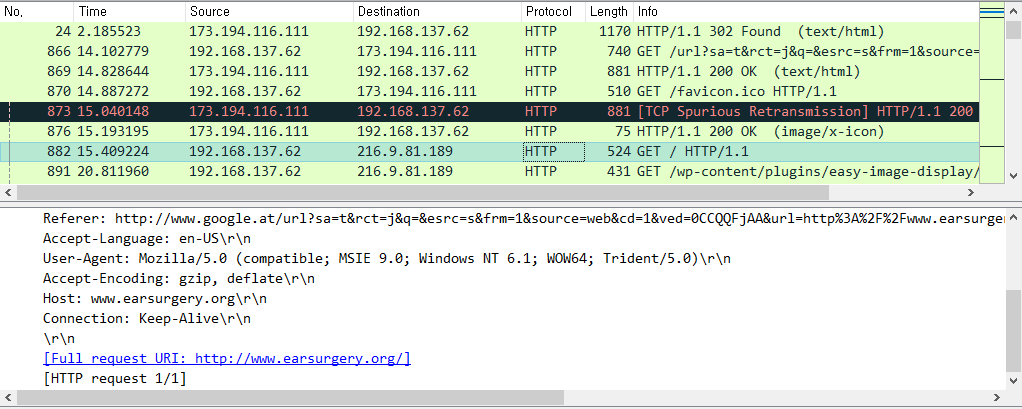 No. Time Source Destination Protocol Length Info
24 2.185523 173.194.116.111 192.168.137.62 HTTP 1170 HTTP/1.1 302 Found (text/html)
866 14.102779 192.168.137.62 173.194.116.111 HTTP 740 GET /url?sa=t&rct=j&q=&esrc=s&frm=1&source=
869 14.828644 173.194.116.111 192.168.137.62 HTTP 881 HTTP/1.1 200 OK (text/html)
870 14.887272 192.168.137.62 173.194.116.111 HTTP 510 GET /favicon.ico HTTP/1.1
873 15.040148 173.194.116.111 192.168.137.62 HTTP 881 [TCP Spurious Retransmission] HTTP/1.1 200
876 15.193195 173.194.116.111 192.168.137.62 HTTP 75 HTTP/1.1 200 OK (image/x-icon)
882 15.409224 192.168.137.62 216.9.81.189 HTTP 524 GET / HTTP/1.1
891 20.811960 192.168.137.62 216.9.81.189 HTTP 431 GET /wp-content/plugins/easy-image-display/
Referer: http://www.google.at/url?sa=t&rct=j&q=&esrc=s&frm=1&source=web&cd=1&ved=0CCQQFjAA&url=http%3A%2F%2Fwww.earsurger
Accept-Language: en-US\r\n
User-Agent: Mozilla/5.0 (compatible; MSIE 9.0; Windows NT 6.1; WOW64; Trident/5.0)\r\n
Accept-Encoding: gzip, deflate\r\n
Host: www.earsurgery.org\r\n
Connection: Keep-Alive\r\n
\r\n
[Full request URI: http://www.earsurgery.org/]
[HTTP request 1/1]